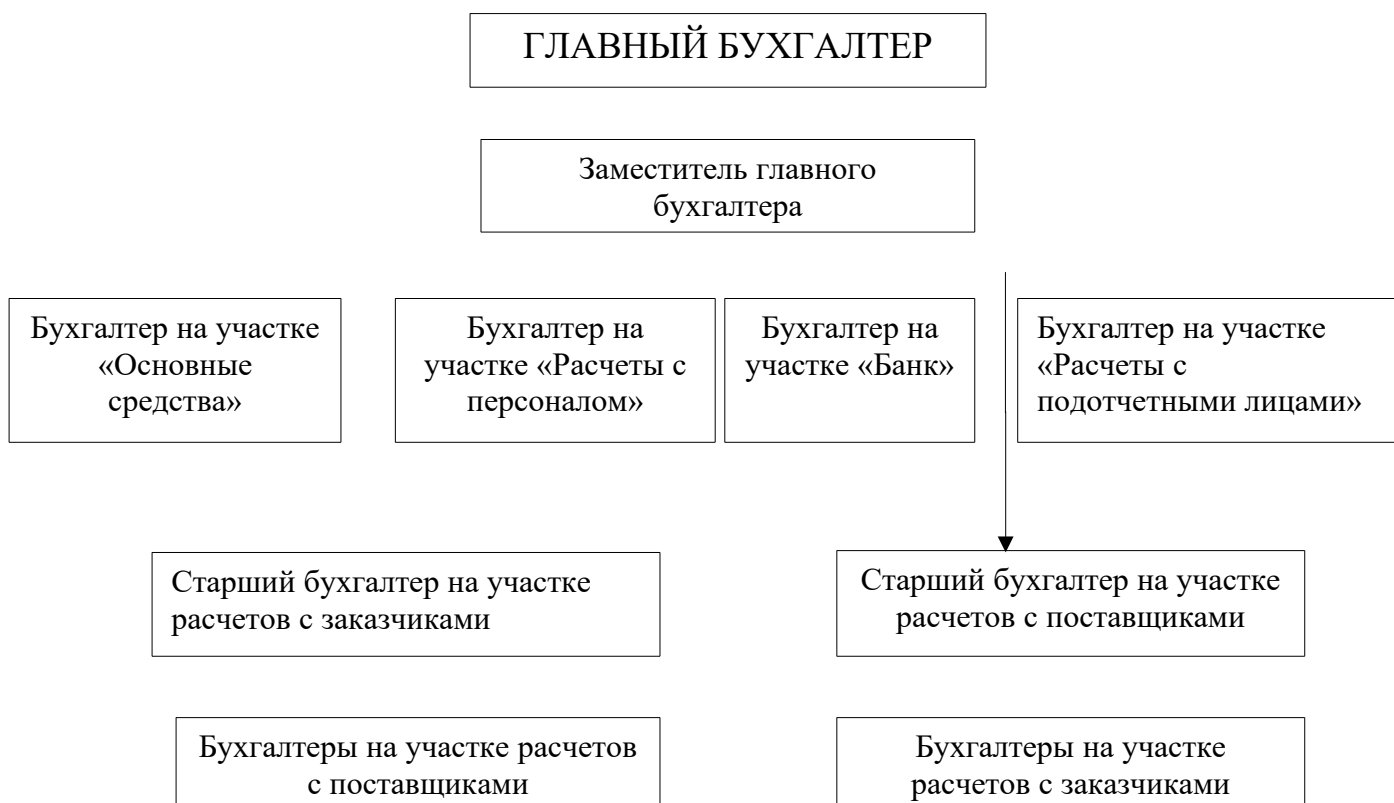 ГЛАВНЫЙ БУХГАЛТЕР
Заместитель главного
бухгалтера
Бухгалтер на участке
«Основные
средства»
Бухгалтер на
участке «Расчеты с
персоналом»
Бухгалтер на
участке «Банк»
Бухгалтер на участке
«Расчеты с
подотчетными лицами»
Старший бухгалтер на участке
расчетов с заказчиками
Старший бухгалтер на участке
расчетов с поставщиками
Бухгалтеры на участке расчетов
с поставщиками
Бухгалтеры на участке
расчетов с заказчиками